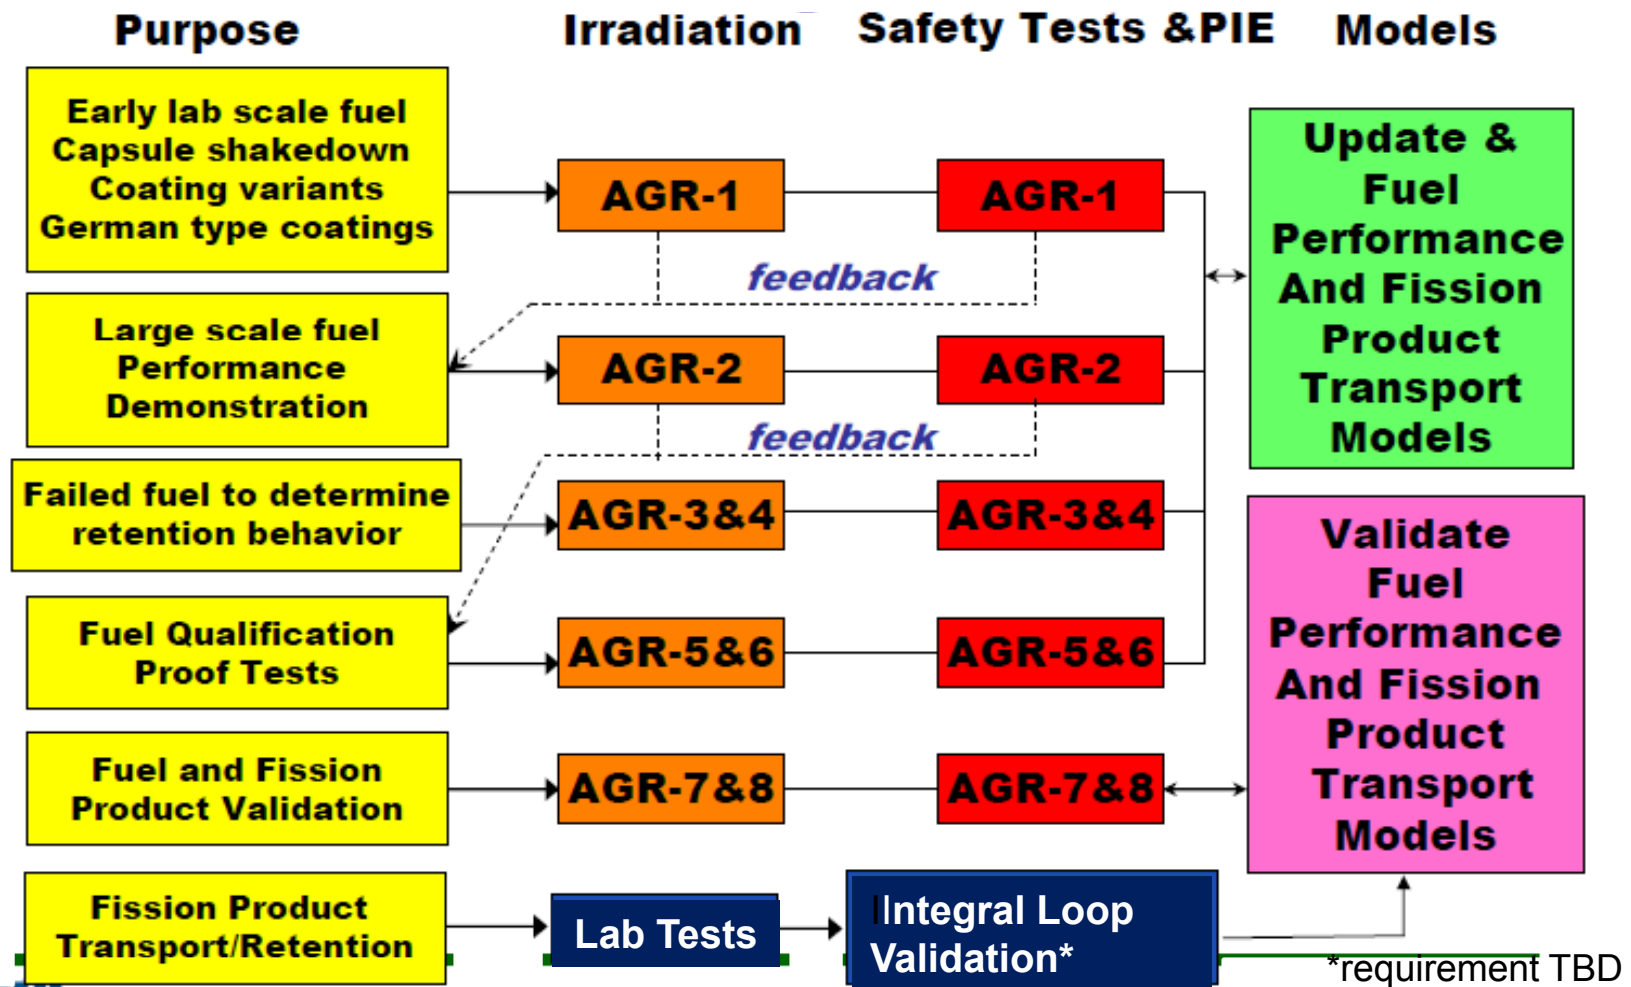 Purpose
Irradiation
Safety Tests &PIE
Models
Early lab scale fuel
Capsule shakedown
Coating variants
German type coatings
AGR-1
AGR-1
feedback
Large scale fuel
Performance
Demonstration
AGR-2
AGR-2
feedback
Failed fuel to determine
retention behavior
AGR-3&4
AGR-3&4
Fuel Qualification
Proof Tests
AGR-5&6
AGR-5&6
Fuel and Fission
Product Validation
AGR-7&8
AGR-7&8
Fission Product
Transport/Retention
Lab Tests
Integral Loop
Validation*
Update &
Fuel
Performance
And Fission
Product
Transport
Models
Validate
Fuel
Performance
And Fission
Product
Transport
Models
*requirement TBD